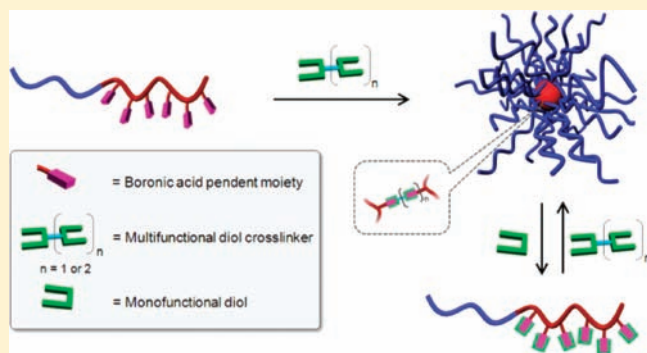 n
n
= Boronic acid pendent moiety
= Multifunctional diol crosslinker
n
n = 1 or 2
= Monofunctional diol
n